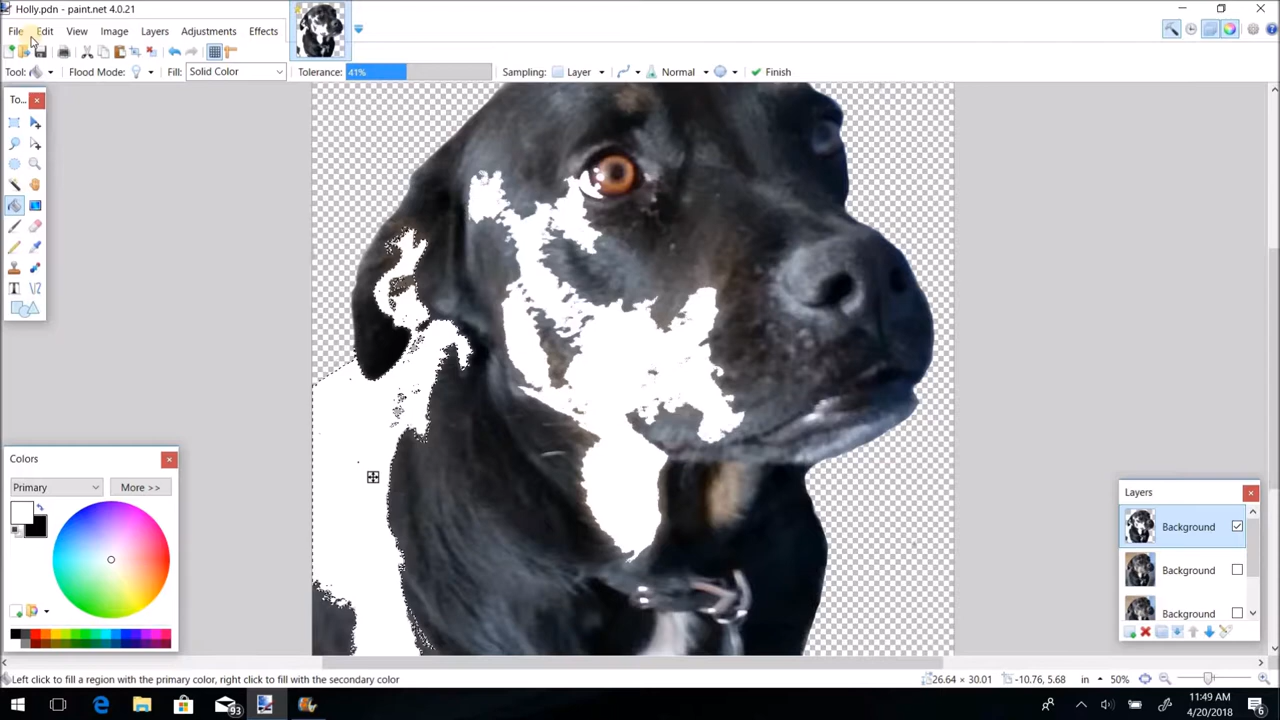 Holly.pdn - paint.net 4.0.21
File Edit View Image Layers Adjustments Effects
Tool: Flood Mode: Fill: Solid Color Tolerance: 41% Sampling: Layer Normal Finish
To...
Colors
Primary More >>
Layers
Background
Background
Background
Left click to fill a region with the primary color, right click to fill with the secondary color 26.64 × 30.01 -10.76, 5.68 in 50%
93
11:49 AM
4/20/2018
6